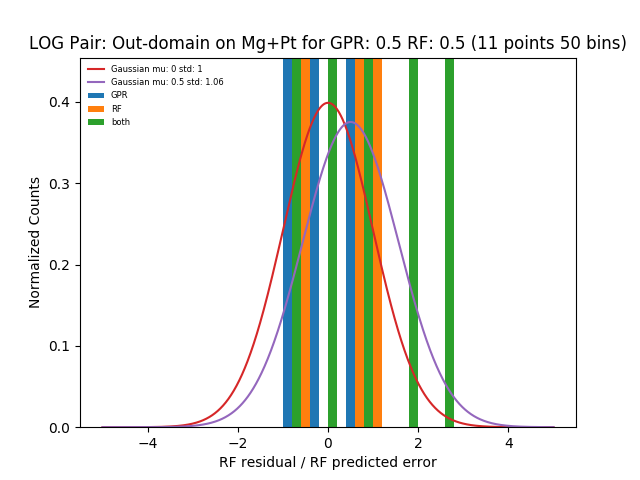 LOG Pair: Out-domain on Mg+Pt for GPR: 0.5 RF: 0.5 (11 points 50 bins)
Gaussian mu: 0 std: 1
Gaussian mu: 0.5 std: 1.06
GPR
RF
both
Normalized Counts
0.4
0.3
0.2
0.1
0.0
−4 −2 0 2 4
RF residual / RF predicted error